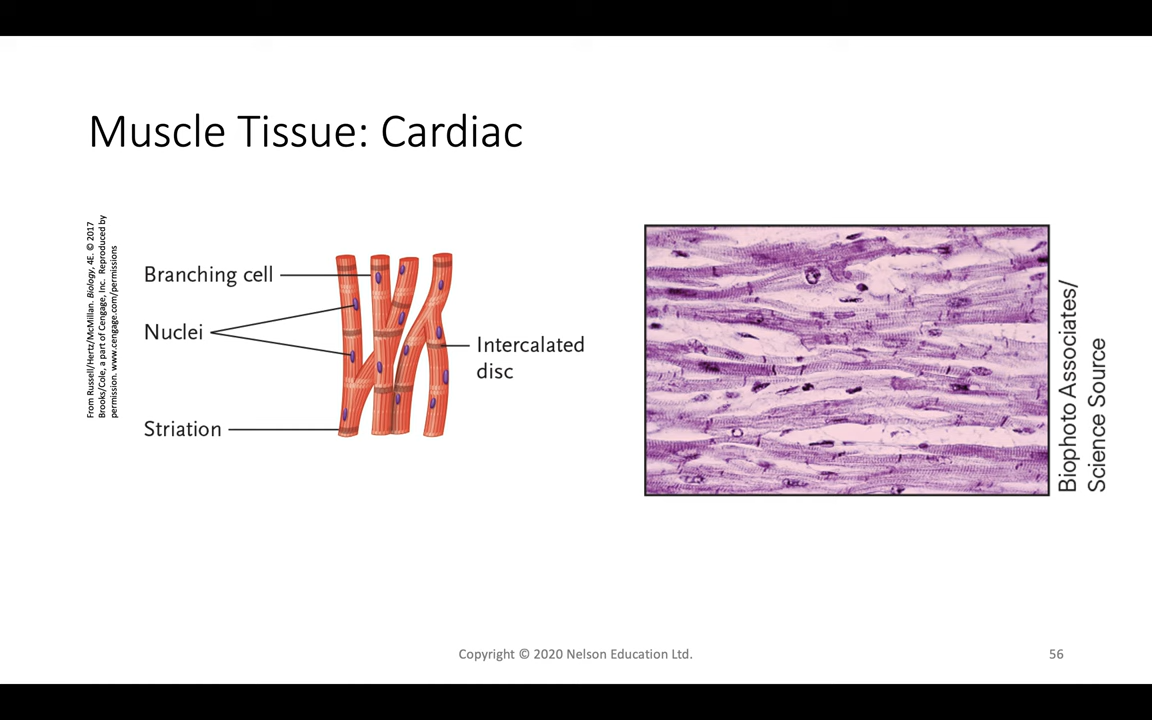 Muscle Tissue: Cardiac
From Russell/Hertz/McMillan. Biology, 4E. © 2017
Brooks/Cole, a part of Cengage, Inc. Reproduced by
permission. www.cengage.com/permissions
Branching cell
Nuclei
Striation
Intercalated
disc
Biophoto Associates/
Science Source
Copyright © 2020 Nelson Education Ltd.
56